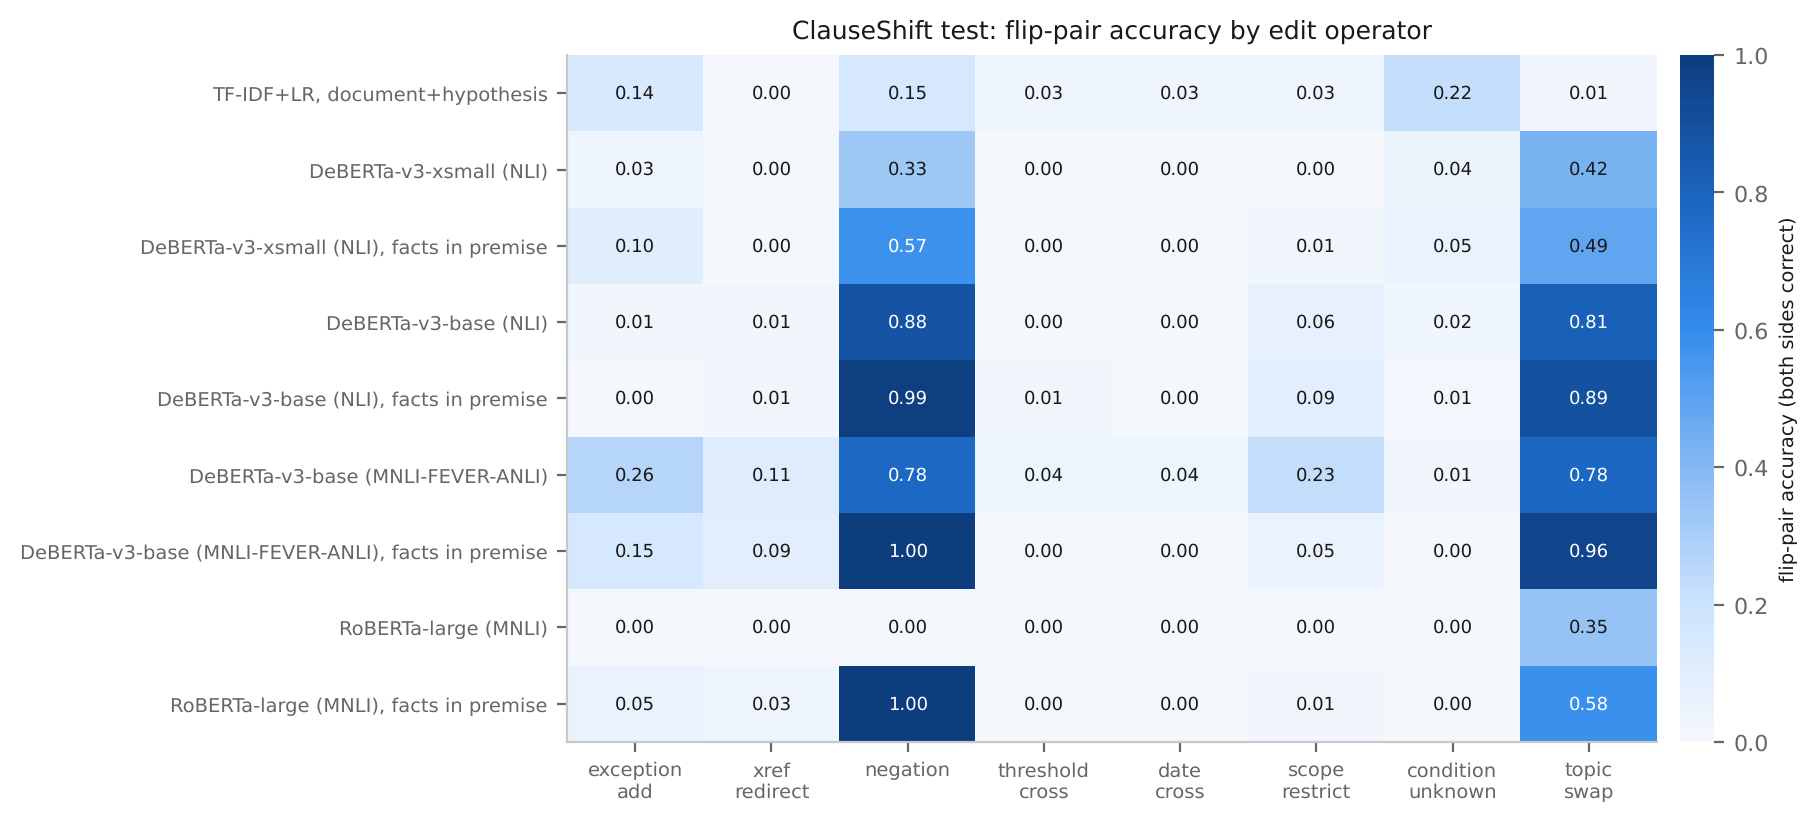 ClauseShift test: flip-pair accuracy by edit operator
TF-IDF+LR, document+hypothesis 0.14 0.00 0.15 0.03 0.03 0.03 0.22 0.01
DeBERTa-v3-xsmall (NLI) 0.03 0.00 0.33 0.00 0.00 0.00 0.04 0.42
DeBERTa-v3-xsmall (NLI), facts in premise 0.10 0.00 0.57 0.00 0.00 0.01 0.05 0.49
DeBERTa-v3-base (NLI) 0.01 0.01 0.88 0.00 0.00 0.06 0.02 0.81
DeBERTa-v3-base (NLI), facts in premise 0.00 0.01 0.99 0.01 0.00 0.09 0.01 0.89
DeBERTa-v3-base (MNLI-FEVER-ANLI) 0.26 0.11 0.78 0.04 0.04 0.23 0.01 0.78
DeBERTa-v3-base (MNLI-FEVER-ANLI), facts in premise 0.15 0.09 1.00 0.00 0.00 0.05 0.00 0.96
RoBERTa-large (MNLI) 0.00 0.00 0.00 0.00 0.00 0.00 0.00 0.35
RoBERTa-large (MNLI), facts in premise 0.05 0.03 1.00 0.00 0.00 0.01 0.00 0.58
exception add
xref redirect
negation
threshold cross
date cross
scope restrict
condition unknown
topic swap
1.0
0.8
0.6
0.4
0.2
0.0
flip-pair accuracy (both sides correct)